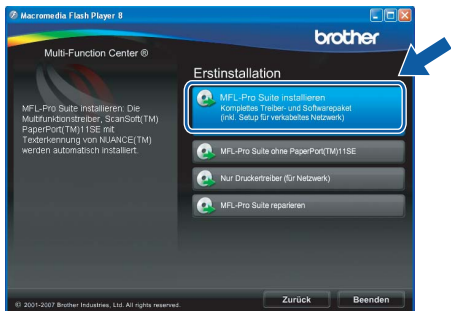 Macromedia Flash Player 8
brother
Multi-Function Center ®
Erstinstallation
MFL-Pro Suite installieren: Die
Multifunktionstreiber, ScanSoft(TM)
PaperPort(TM)11SE mit
Texterkennung von NUANCE(TM)
werden automatisch installiert.
MFL-Pro Suite installieren
Komplettes Treiber- und Softwarepaket
(inkl. Setup für verkabeltes Netzwerk)
MFL-Pro Suite ohne PaperPort(TM)11SE
Nur Druckertreiber (für Netzwerk)
MFL-Pro Suite reparieren
© 2001-2007 Brother Industries, Ltd. All rights reserved.
Zurück
Beenden